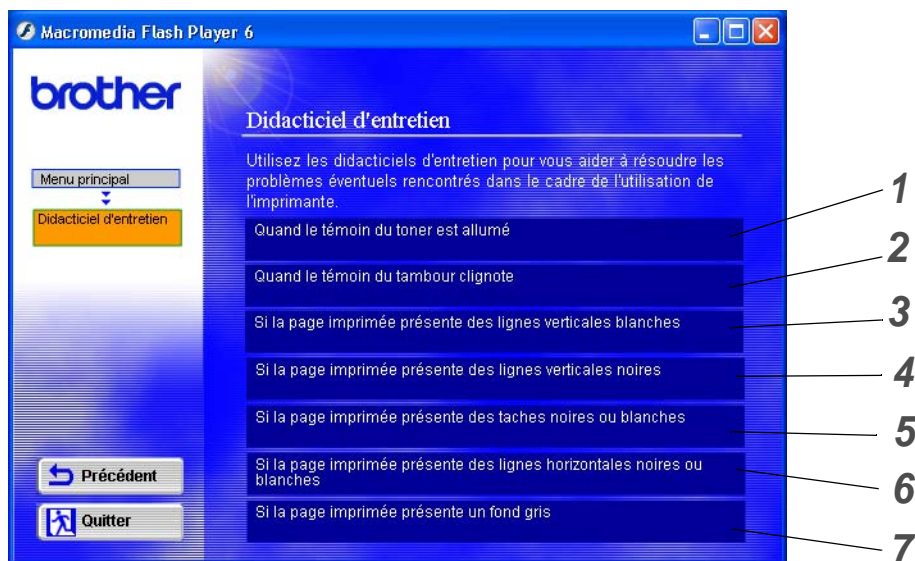 Macromedia Flash Player 6
brother
Menu principal
Didacticiel d'entretien
Didacticiel d'entretien
Utilisez les didacticiels d'entretien pour vous aider à résoudre les
problèmes éventuels rencontrés dans le cadre de l'utilisation de
l'imprimante.
Quand le témoin du toner est allumé
1
Quand le témoin du tambour clignote
2
Si la page imprimée présente des lignes verticales blanches
3
Si la page imprimée présente des lignes verticales noires
4
Si la page imprimée présente des taches noires ou blanches
5
Si la page imprimée présente des lignes horizontales noires ou
blanches
6
Si la page imprimée présente un fond gris
7
Précédent
Quitter